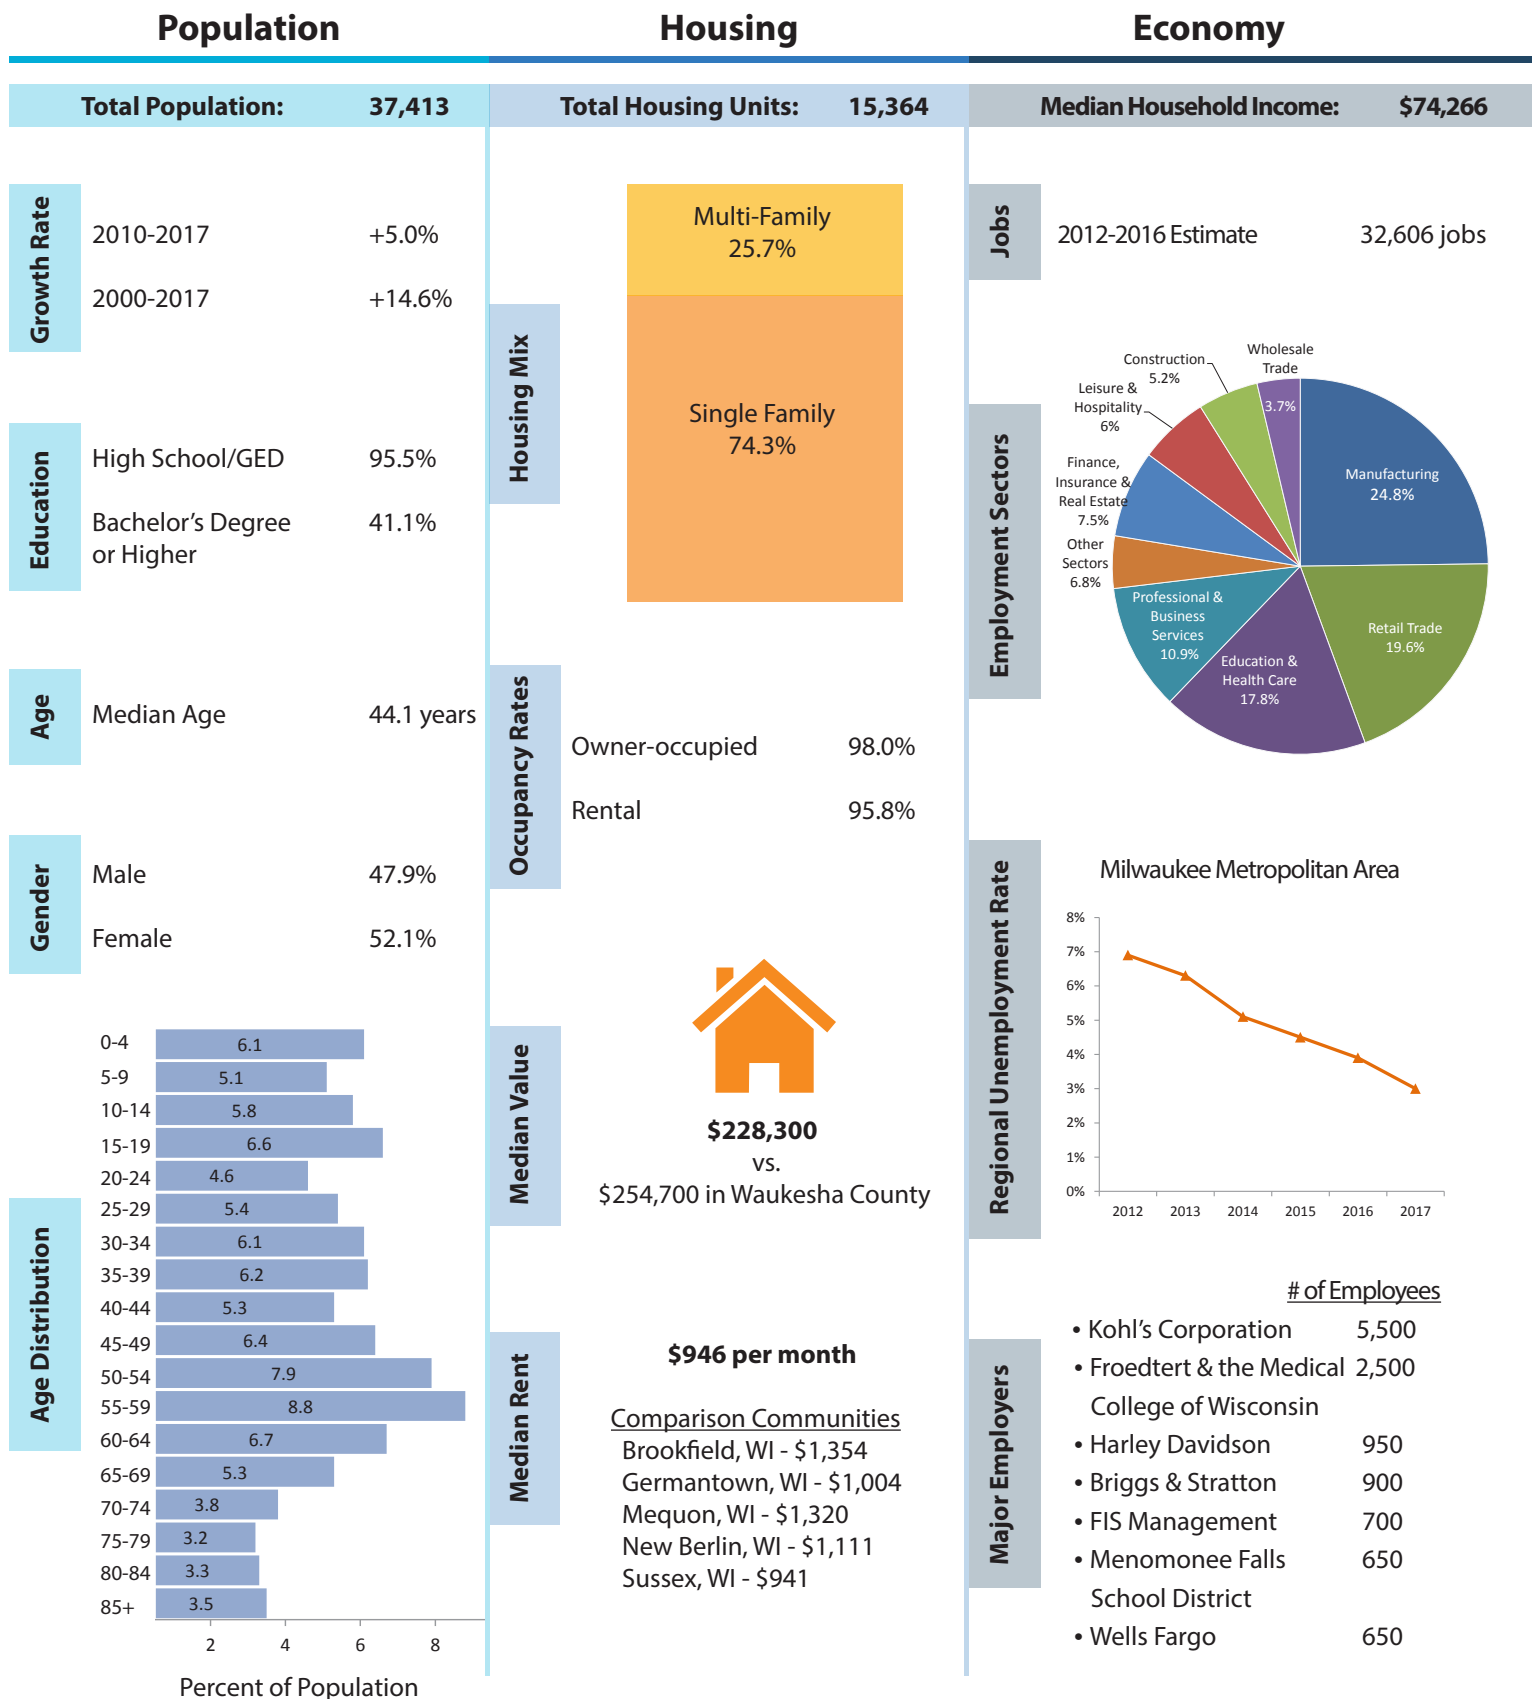 Population
Total Population: 37,413
Growth Rate
2010-2017 +5.0%
2000-2017 +14.6%
Education
High School/GED 95.5%
Bachelor’s Degree 41.1%
or Higher
Age
Median Age 44.1 years
Gender
Male 47.9%
Female 52.1%
Age Distribution
0-4 6.1
5-9 5.1
10-14 5.8
15-19 6.6
20-24 4.6
25-29 5.4
30-34 6.1
35-39 6.2
40-44 5.3
45-49 6.4
50-54 7.9
55-59 8.8
60-64 6.7
65-69 5.3
70-74 3.8
75-79 3.2
80-84 3.3
85+ 3.5
2 4 6 8
Percent of Population
Housing
Total Housing Units: 15,364
Housing Mix
Multi-Family
25.7%
Single Family
74.3%
Occupancy Rates
Owner-occupied 98.0%
Rental 95.8%
Median Value
$228,300
vs.
$254,700 in Waukesha County
Median Rent
$946 per month
Comparison Communities
Brookfield, WI - $1,354
Germantown, WI - $1,004
Mequon, WI - $1,320
New Berlin, WI - $1,111
Sussex, WI - $941
Economy
Median Household Income: $74,266
Jobs
2012-2016 Estimate 32,606 jobs
Employment Sectors
Wholesale
Trade
3.7%
Construction
5.2%
Leisure &
Hospitality
6%
Finance,
Insurance &
Real Estate
7.5%
Other
Sectors
6.8%
Professional &
Business
Services
10.9%
Education &
Health Care
17.8%
Retail Trade
19.6%
Manufacturing
24.8%
Regional Unemployment Rate
Milwaukee Metropolitan Area
8%
7%
6%
5%
4%
3%
2%
1%
0%
2012 2013 2014 2015 2016 2017
Major Employers
# of Employees
• Kohl’s Corporation 5,500
• Froedtert & the Medical 2,500
College of Wisconsin
• Harley Davidson 950
• Briggs & Stratton 900
• FIS Management 700
• Menomonee Falls 650
School District
• Wells Fargo 650